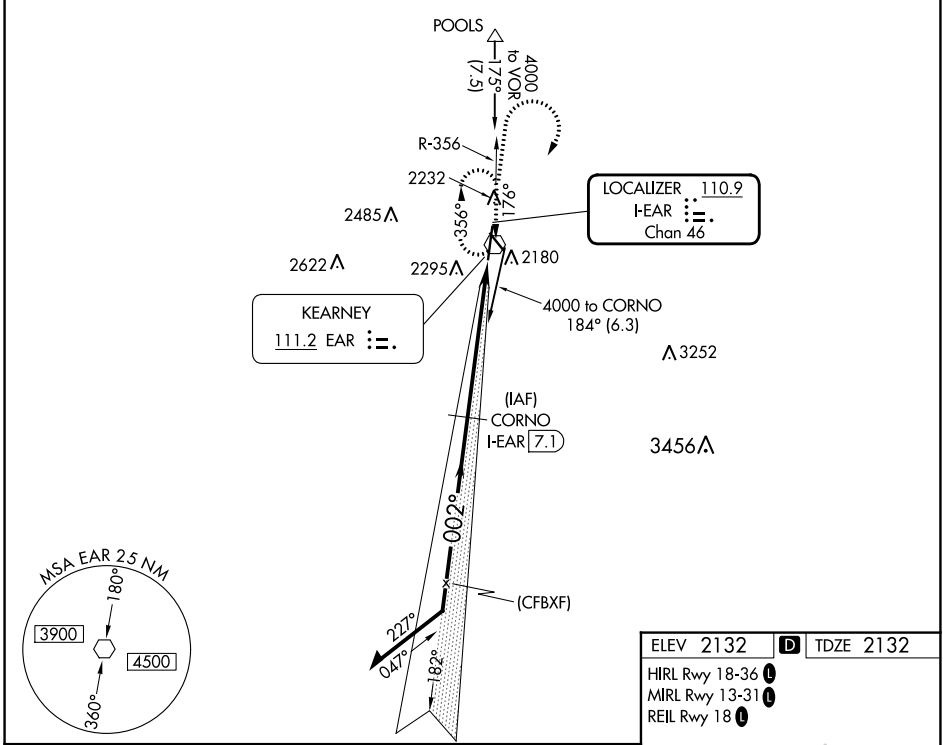 POOLS
175°
(7.5)
4000
to VOR
R-356
2232
356°
176°
2485
2622
2295
2180
LOCALIZER 110.9
I-EAR
Chan 46
KEARNEY
111.2 EAR
4000 to CORNO
184° (6.3)
3252
(IAF)
CORNO
I-EAR 7.1
3456
002°
(CFBXF)
227°
047°
182°
MSA EAR 25 NM
180°
3900
4500
360°
ELEV 2132 D TDZE 2132
HIRL Rwy 18-36 L
MIRL Rwy 13-31 L
REIL Rwy 18 L